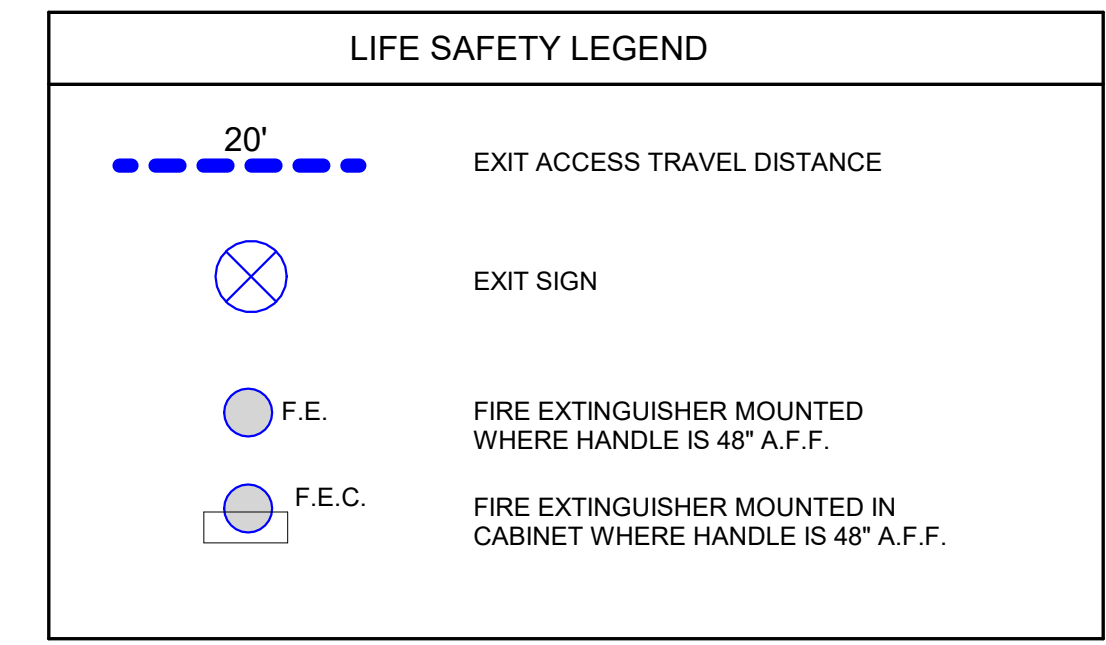 LIFE SAFETY LEGEND
20'
EXIT ACCESS TRAVEL DISTANCE
EXIT SIGN
F.E.
FIRE EXTINGUISHER MOUNTED
WHERE HANDLE IS 48" A.F.F.
F.E.C.
FIRE EXTINGUISHER MOUNTED IN
CABINET WHERE HANDLE IS 48" A.F.F.